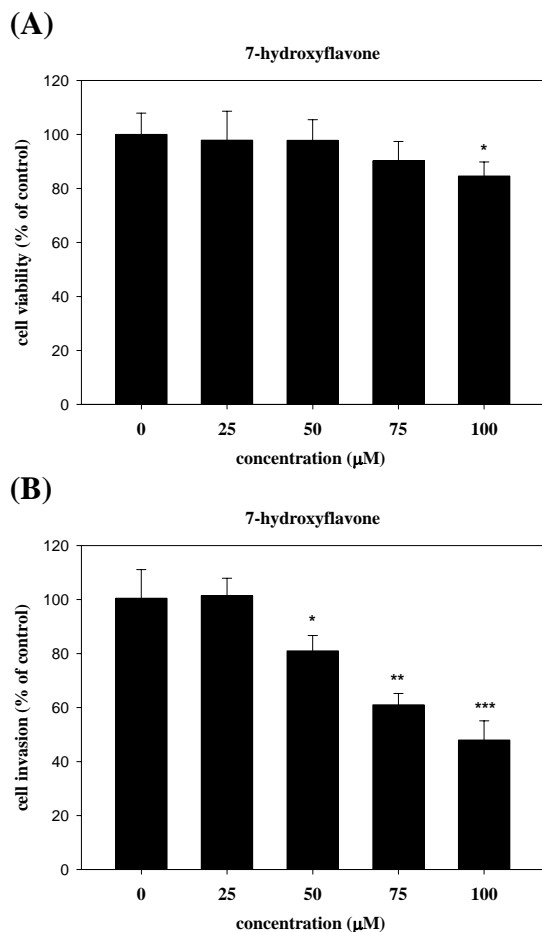 (A)
7-hydroxyflavone
120
100
80
60
40
20
0
cell viability (% of control)
*
0 25 50 75 100
concentration (μM)
(B)
7-hydroxyflavone
120
100
80
60
40
20
0
cell invasion (% of control)
*
**
***
0 25 50 75 100
concentration (μM)